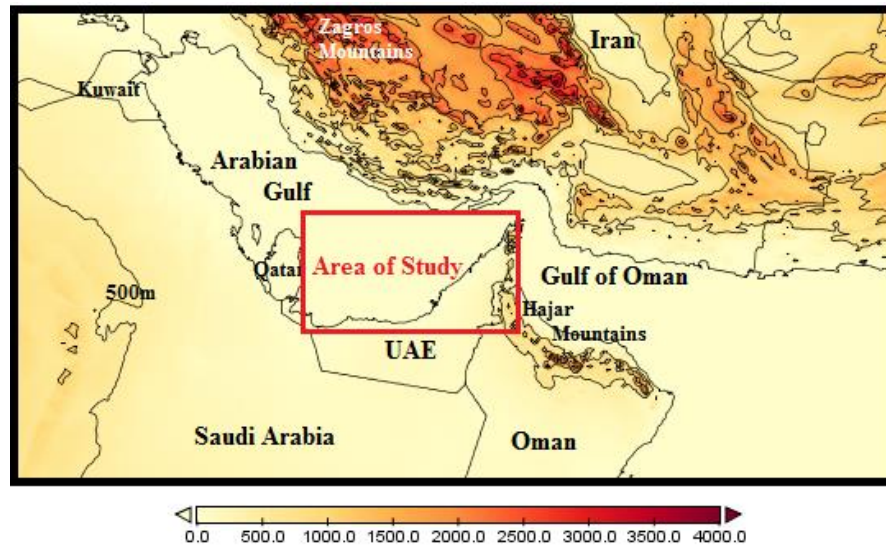 Zagros
Mountains
Iran
Kuwait
Arabian
Gulf
Qatar
Area of Study
Gulf of Oman
500m
Hajar
Mountains
UAE
Saudi Arabia
Oman
0.0 500.0 1000.0 1500.0 2000.0 2500.0 3000.0 3500.0 4000.0